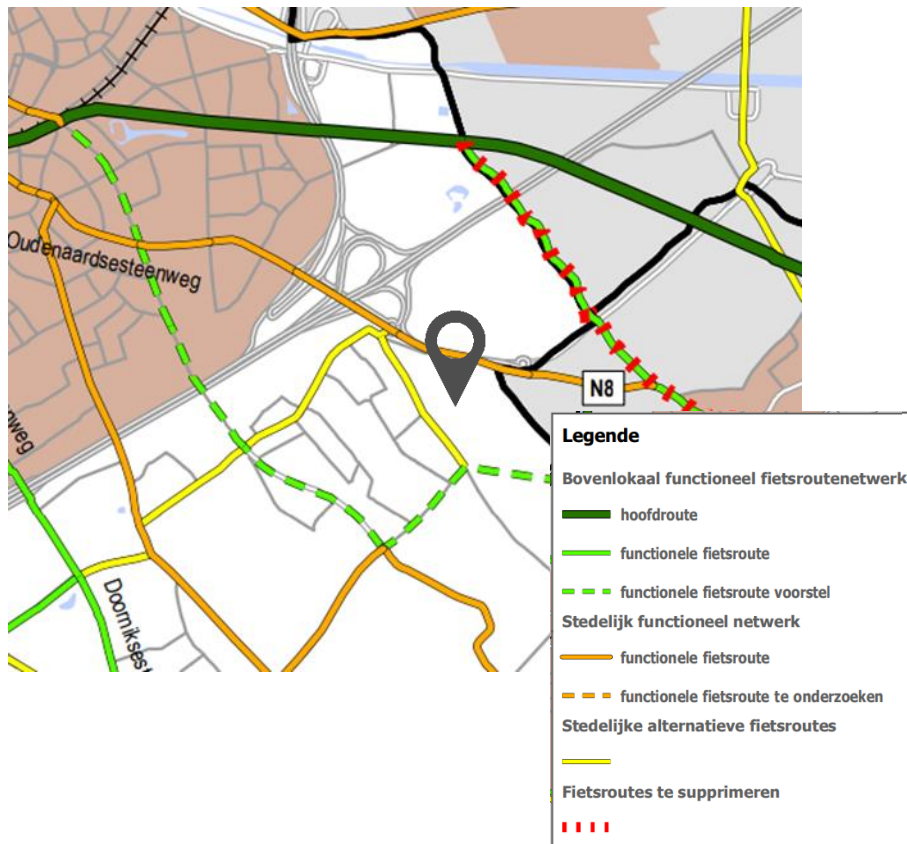 Oudenaardsesteenweg
N8
nweg
Doorniksest
Legende
Bovenlokaal functioneel fietsroutenetwerk
hoofdroute
functionele fietsroute
functionele fietsroute voorstel
Stedelijk functioneel netwerk
functionele fietsroute
functionele fietsroute te onderzoeken
Stedelijke alternatieve fietsroutes
Fietsroutes te supprimeren